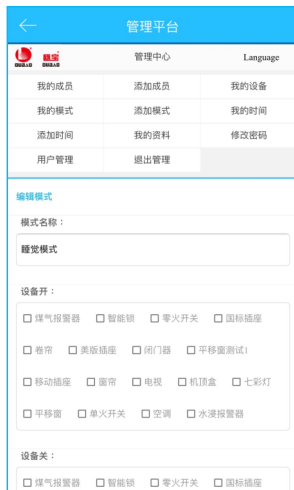 管理平台
管理中心 Language
我的成员 添加成员 我的设备
我的模式 添加模式 我的时间
添加时间 我的资料 修改密码
用户管理 退出管理
编辑模式
模式名称：
睡觉模式
设备开：
煤气报警器 智能锁 零火开关 国标插座
卷帘 美版插座 闭门器 平移窗测试1
移动插座 窗帘 电视 机顶盒 七彩灯
平移窗 单火开关 空调 水浸报警器
设备关：
煤气报警器 智能锁 零火开关 国标插座